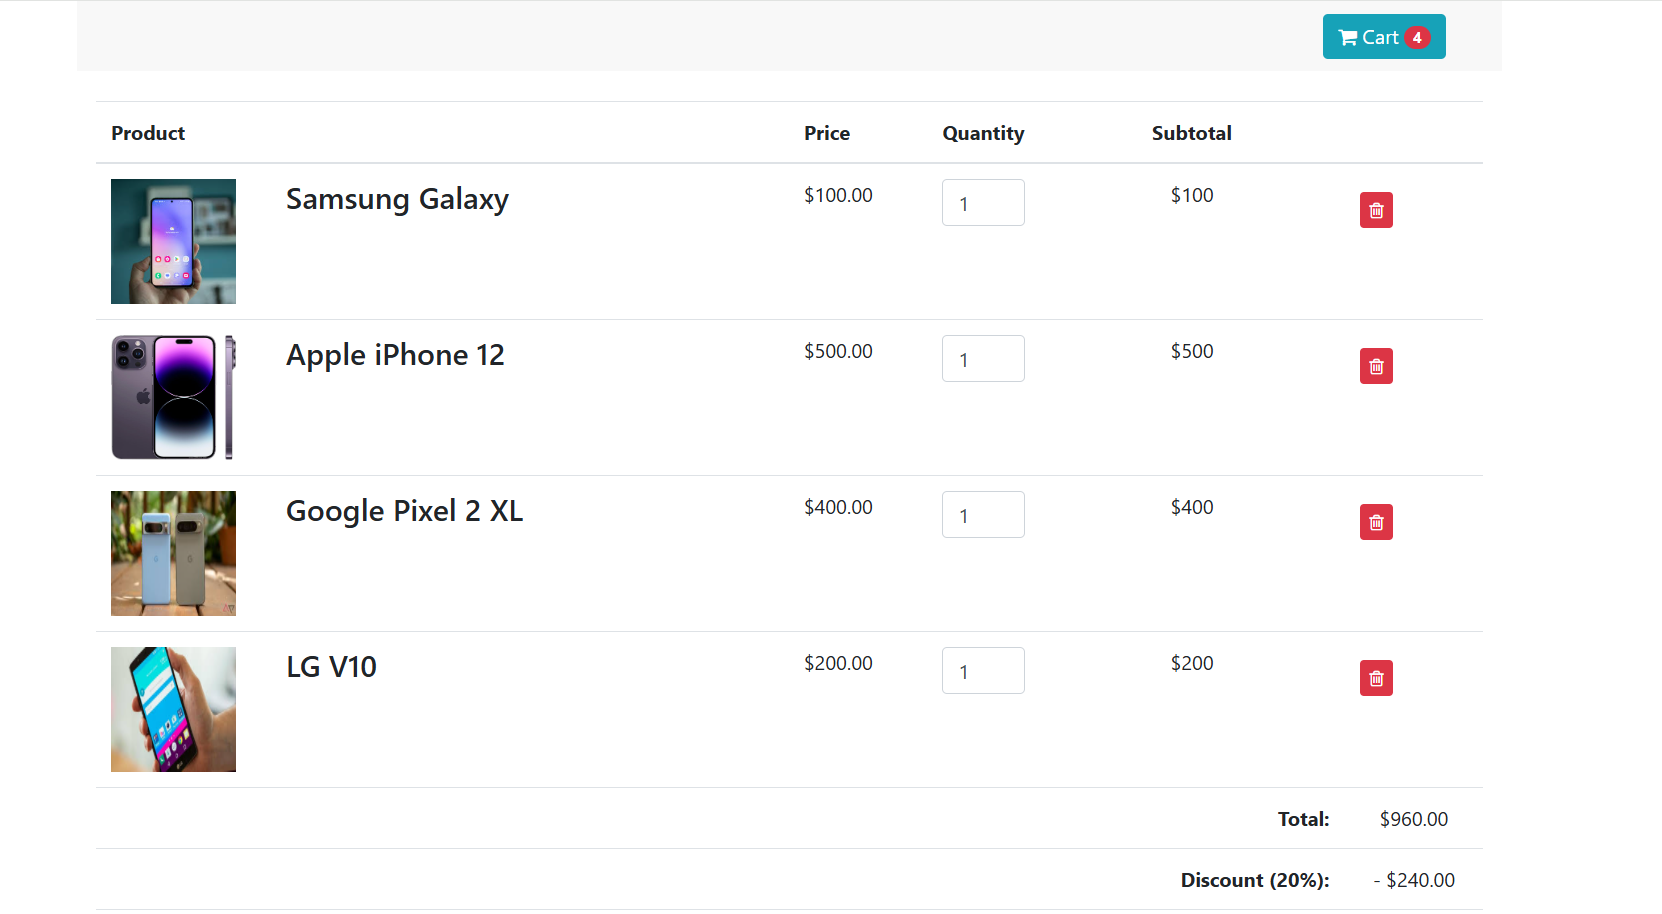 Cart 4
Product Price Quantity Subtotal
Samsung Galaxy $100.00 1 $100
Apple iPhone 12 $500.00 1 $500
Google Pixel 2 XL $400.00 1 $400
LG V10 $200.00 1 $200
Total: $960.00
Discount (20%): - $240.00